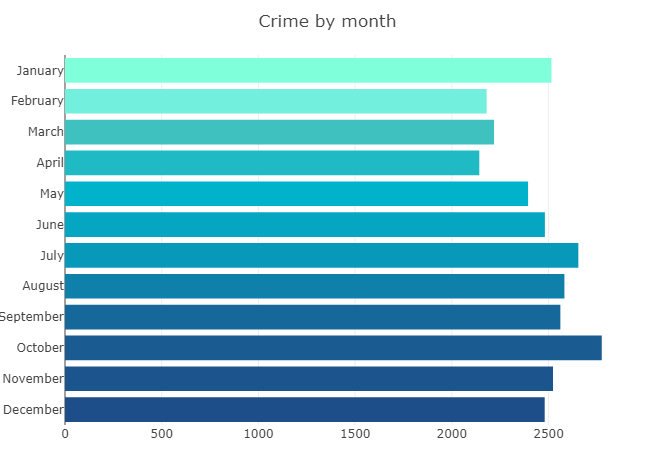 Crime by month
January
February
March
April
May
June
July
August
September
October
November
December
0 500 1000 1500 2000 2500